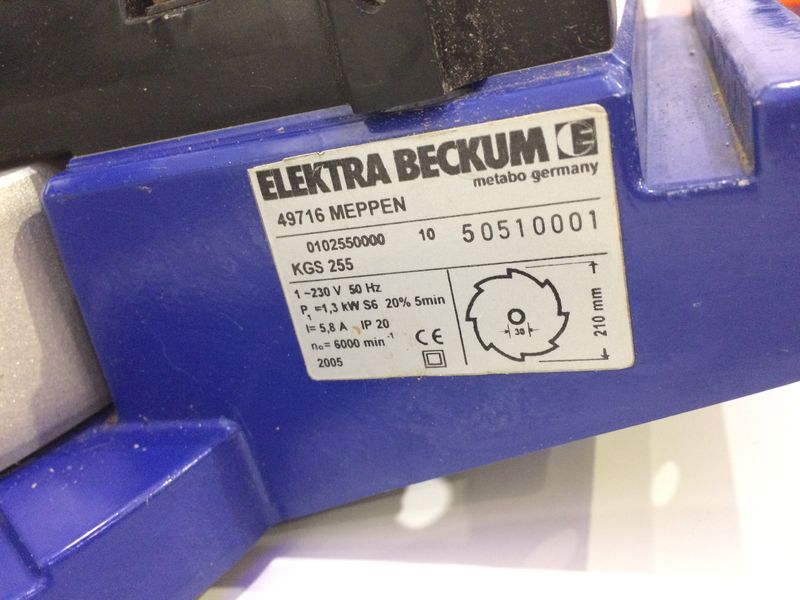 ELEKTRA BECKUM E
metabo germany
49716 MEPPEN
0102550000 10 50510001
KGS 255
1 ~230 V 50 Hz
P1 =1,3 kW S6 20% 5min
I= 5,8 A IP 20
n0= 6000 min-1
2005
CE
30
210 mm